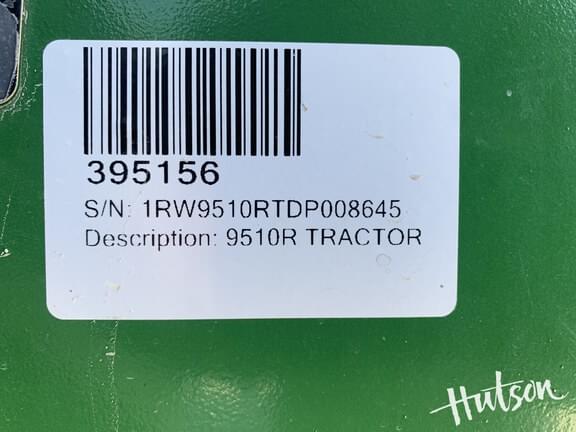 395156
S/N: 1RW9510RTDP008645
Description: 9510R TRACTOR
Hutson